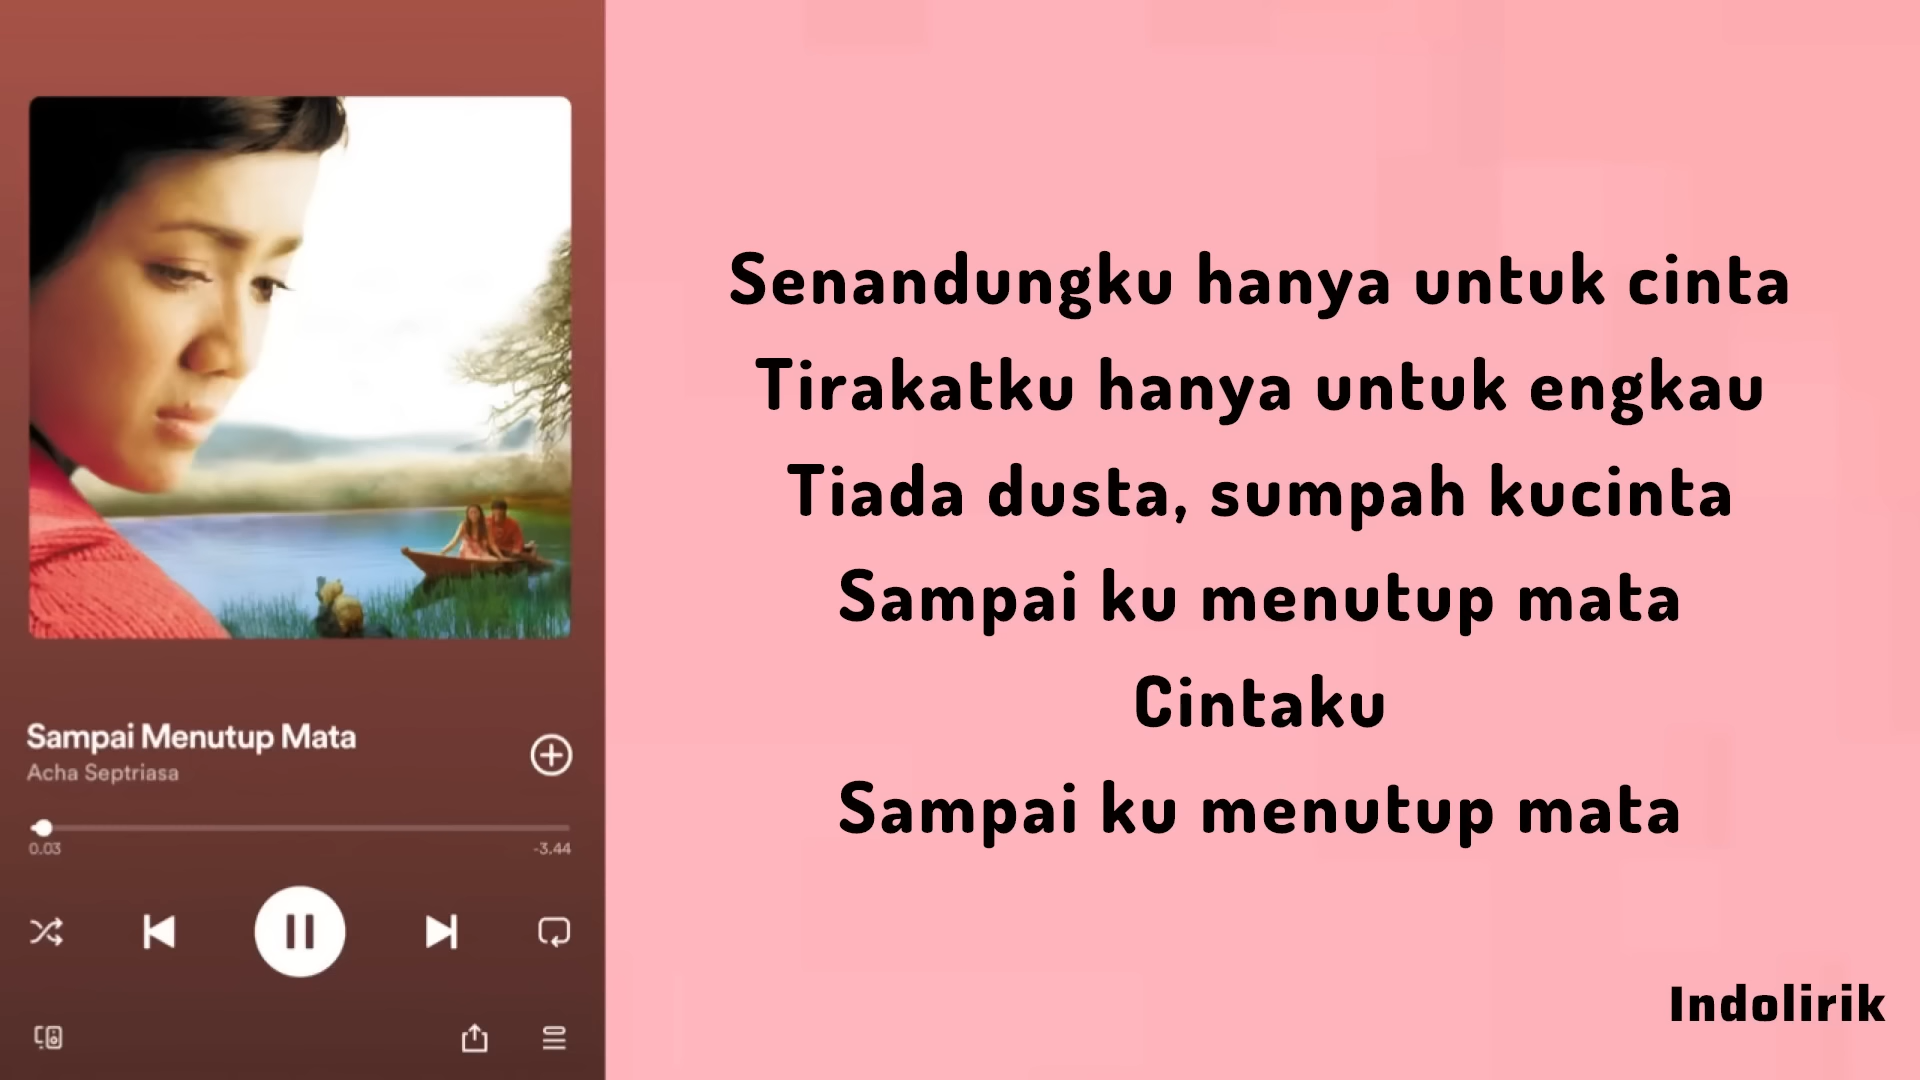 Sampai Menutup Mata
Acha Septriasa
0.03
-3.44
Senandungku hanya untuk cinta
Tirakatku hanya untuk engkau
Tiada dusta, sumpah kucinta
Sampai ku menutup mata
Cintaku
Sampai ku menutup mata
Indolirik